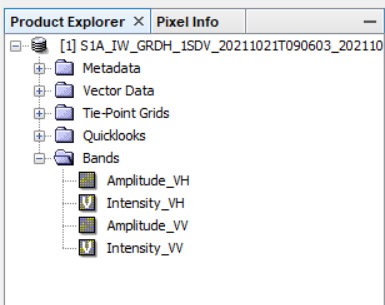 Product Explorer × Pixel Info
[1] S1A_IW_GRDH_1SDV_20211021T090603_202110
Metadata
Vector Data
Tie-Point Grids
Quicklooks
Bands
Amplitude_VH
Intensity_VH
Amplitude_VV
Intensity_VV